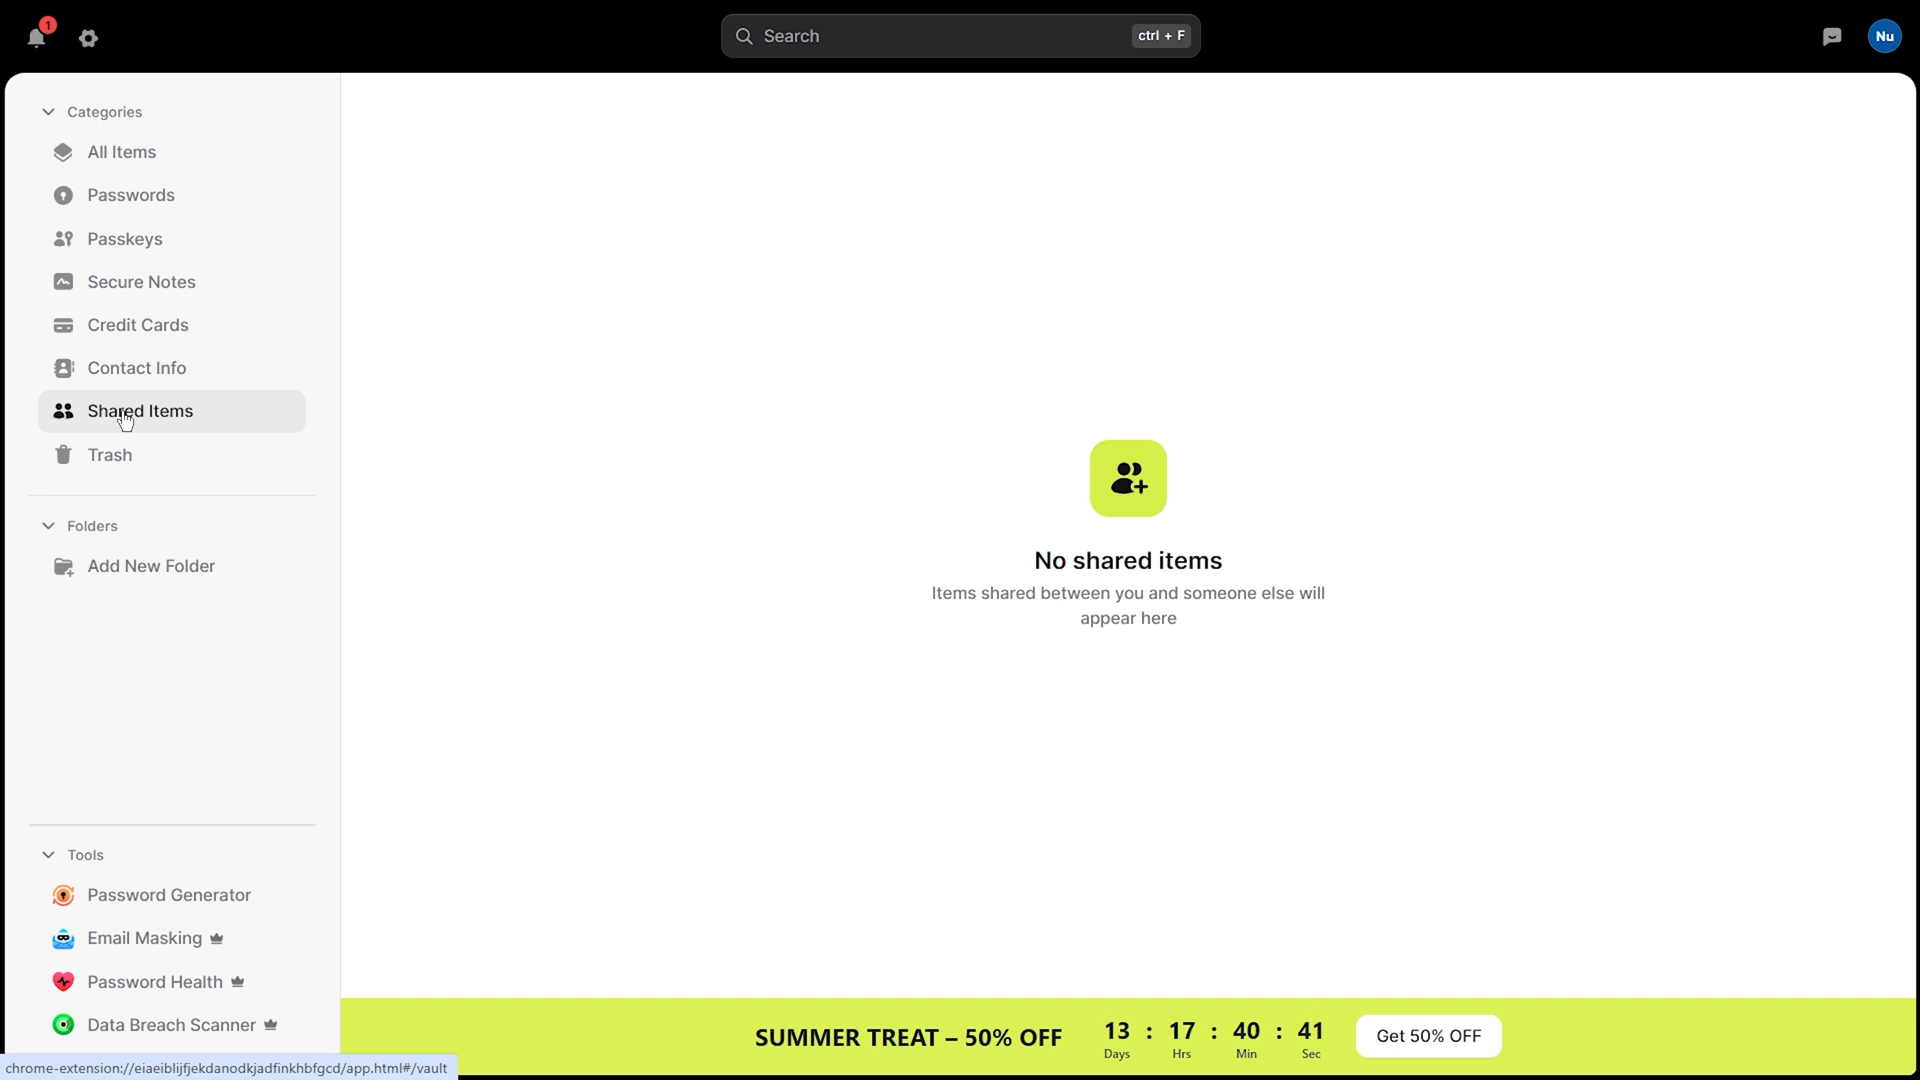 1
Search
ctrl + F
Nu
Categories
All Items
Passwords
Passkeys
Secure Notes
Credit Cards
Contact Info
Shared Items
Trash
Folders
Add New Folder
Tools
Password Generator
Email Masking
Password Health
Data Breach Scanner
No shared items
Items shared between you and someone else will
appear here
SUMMER TREAT – 50% OFF
13 : 17 : 40 : 41
Days Hrs Min Sec
Get 50% OFF
chrome-extension://eiaeiblijfjekdanodkjadfinkhbfgcd/app.html#/vault